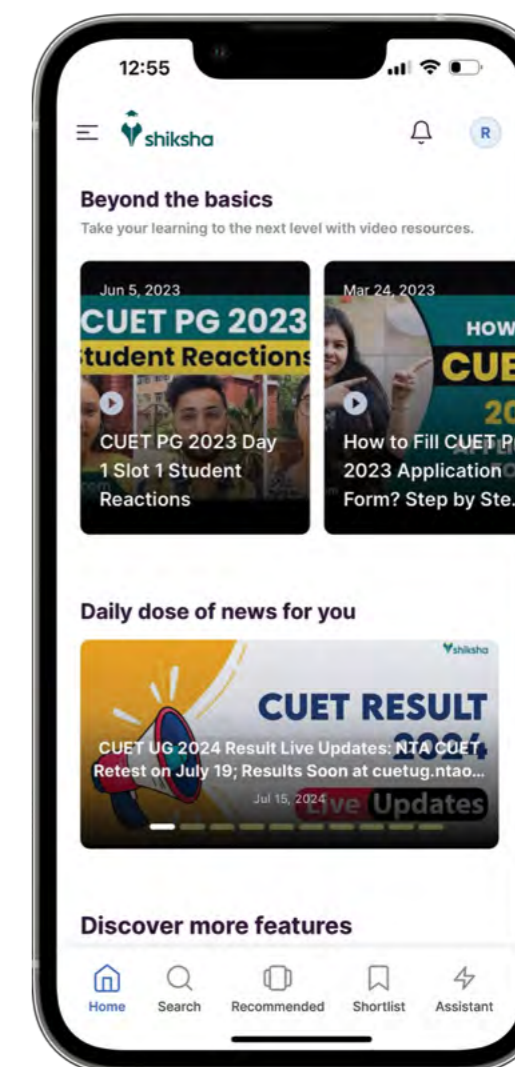 12:55
shiksha
R
Beyond the basics
Take your learning to the next level with video resources.
Jun 5, 2023
CUET PG 2023
tudent Reactions
CUET PG 2023 Day
1 Slot 1 Student
Reactions
Mar 24, 2023
HOW
CUE
20
How to Fill CUET PG
2023 Application
Form? Step by Ste..
Daily dose of news for you
shiksha
CUET RESULT
2024
CUET UG 2024 Result Live Updates: NTA CUET
Retest on July 19; Results Soon at cuetug.ntao...
Jul 15, 2024
Live Updates
Discover more features
Home
Search
Recommended
Shortlist
Assistant